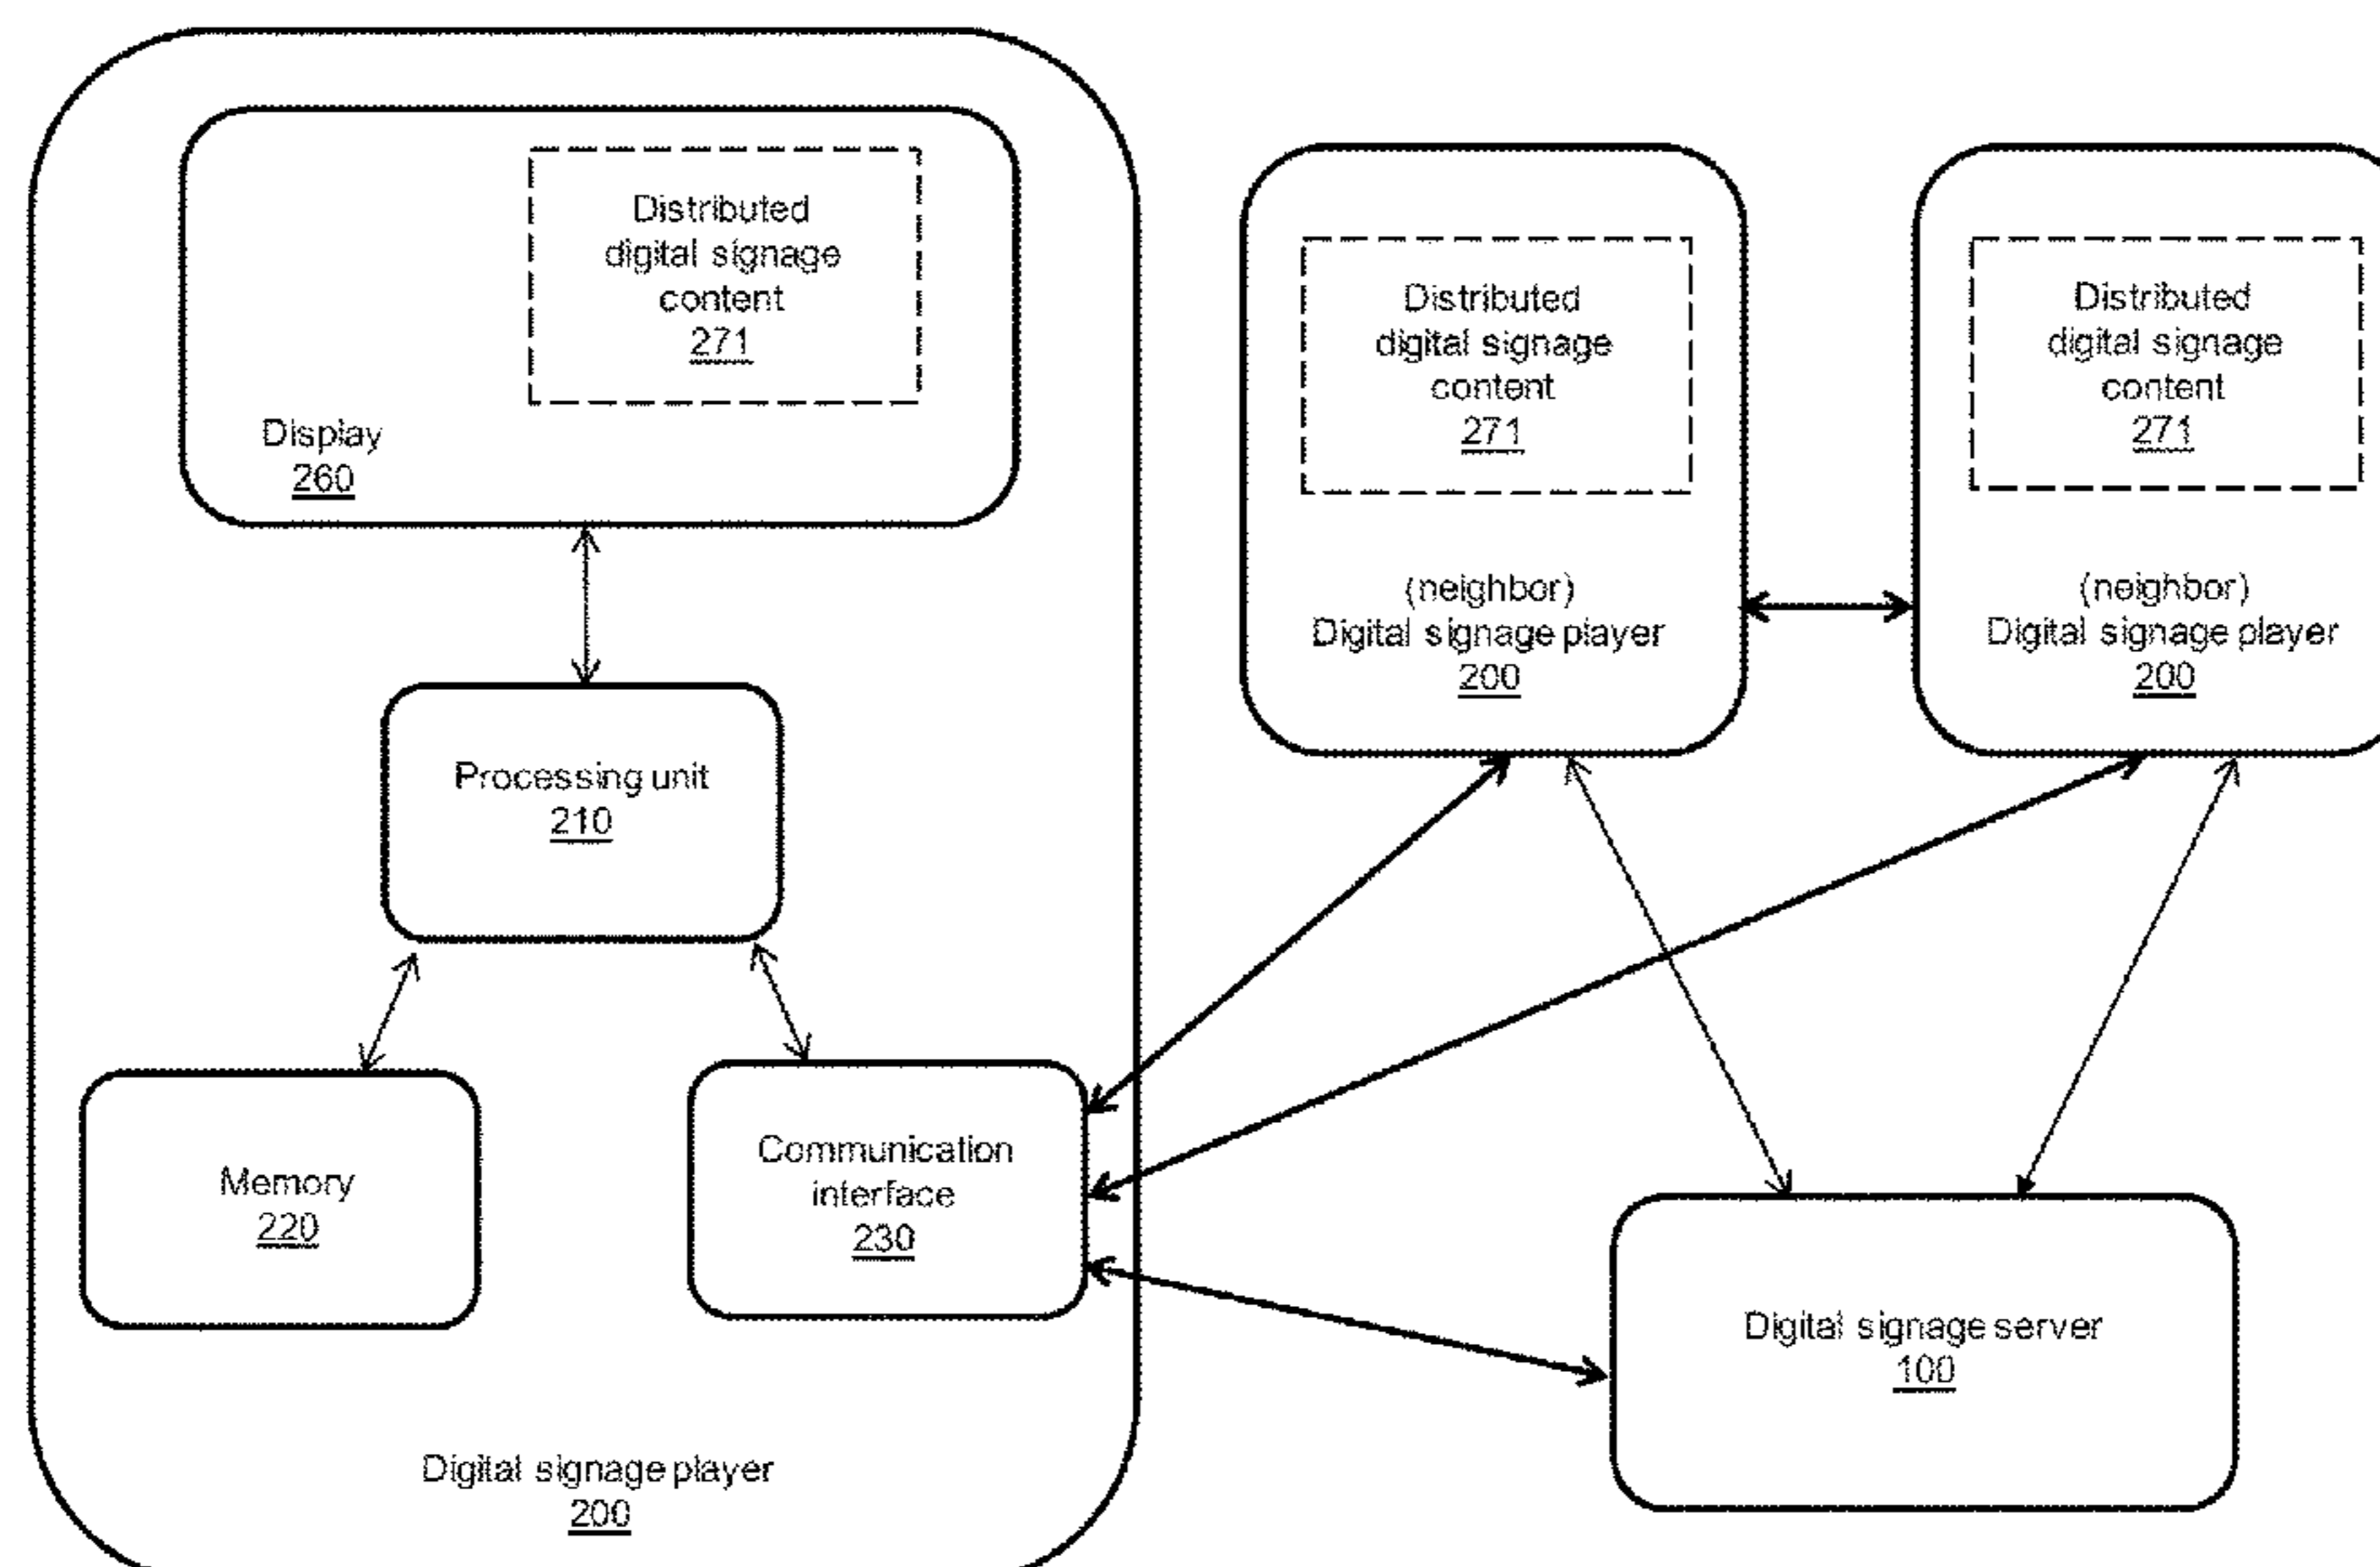 Distributed
digital signage
content
271
Display
260
Processing unit
210
Memory
220
Communication
interface
230
Digital signage player
200
Distributed
digital signage
content
271
(neighbor)
Digital signage player
200
Distributed
digital signage
content
271
(neighbor)
Digital signage player
200
Digital signage server
100